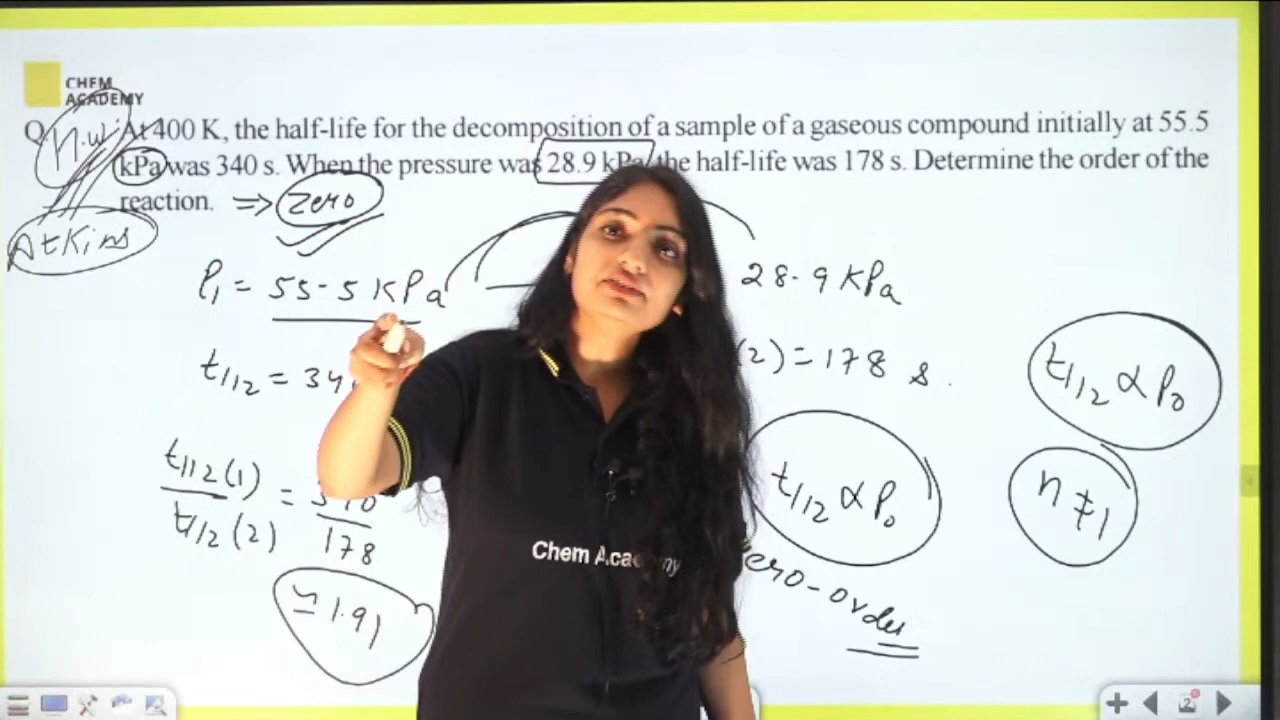 CHEM
ACADEMY
Q H.W. At 400 K, the half-life for the decomposition of a sample of a gaseous compound initially at 55.5
kPa was 340 s. When the pressure was 28.9 kPa the half-life was 178 s. Determine the order of the
reaction. ⇒ zero
Atkins
P₁ = 55.5 kPa
28.9 kPa
t1/2 = 34
(2) = 178 s.
t1/2 ∝ P₀
t1/2(1)
t1/2(2)
=
178
≃ 1.91
t1/2 ∝ P₀
n ≠ 1
ero-order
Chem Aca
2